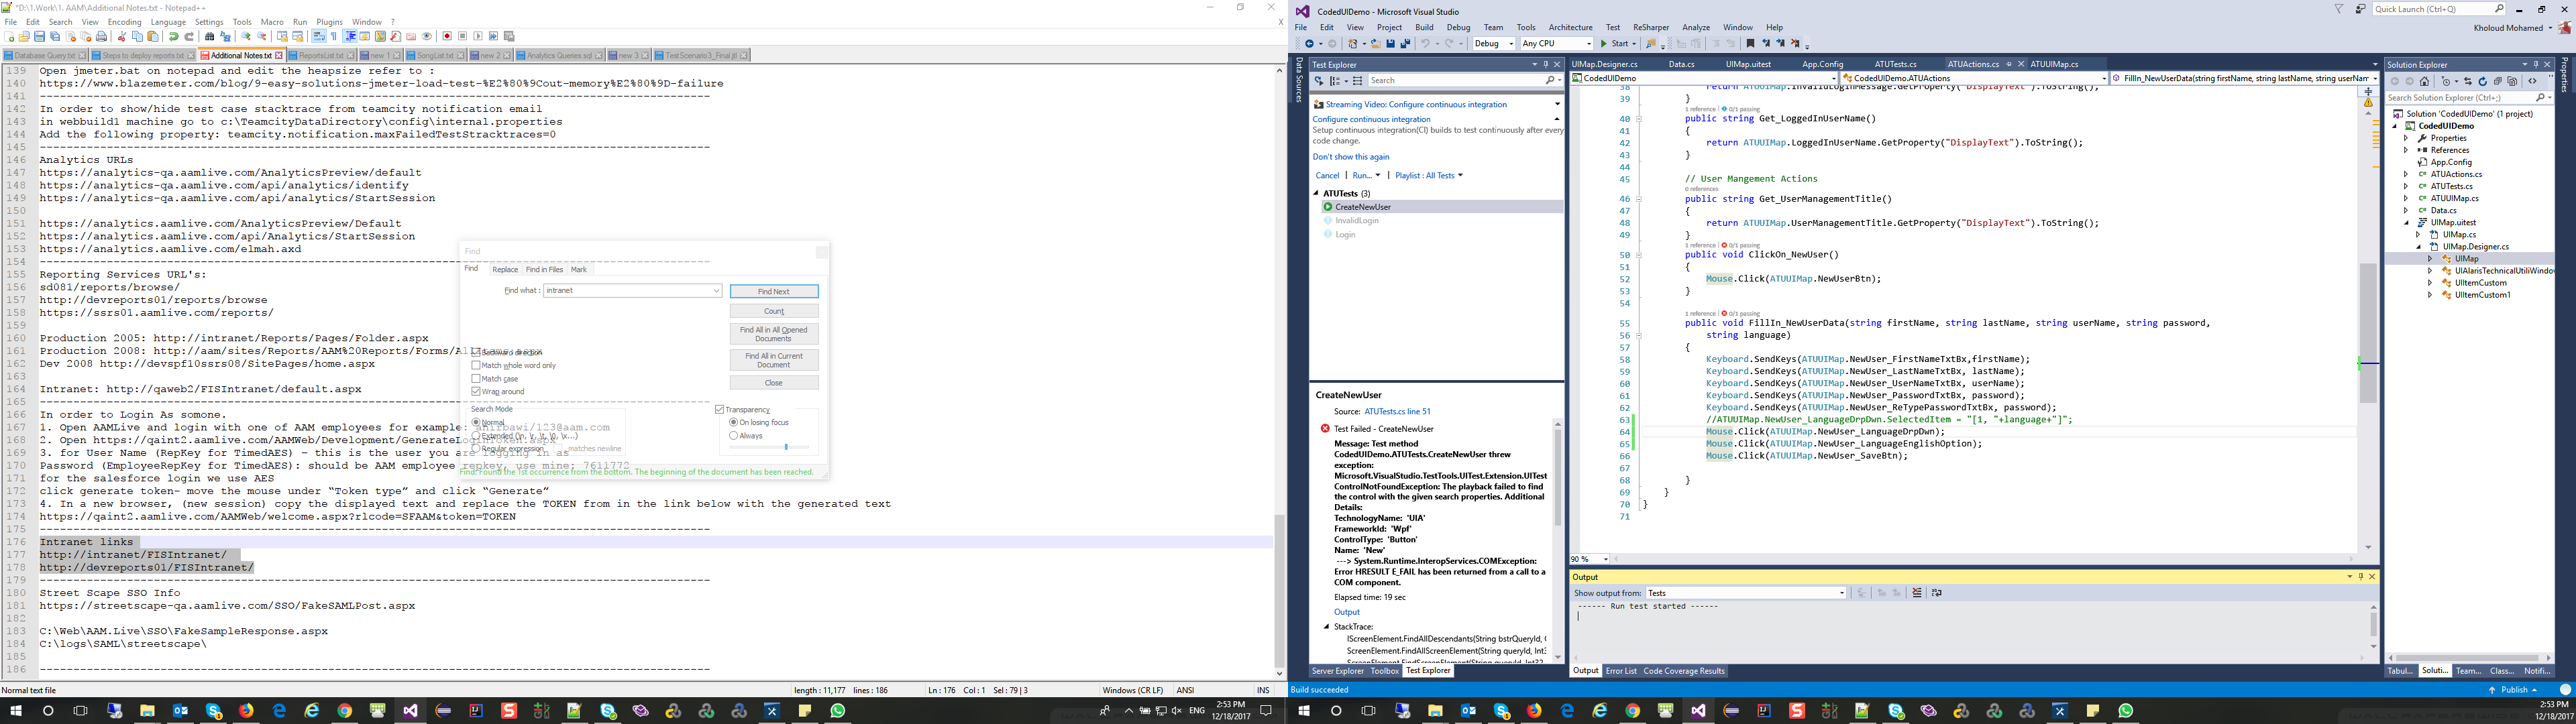 *D:\1.Work\1. AAM\Additional Notes.txt - Notepad++
File Edit Search View Encoding Language Settings Tools Macro Run Plugins Window ?
Database Query.txt Steps to deploy reports.txt Additional Notes.txt ReportsList.txt new 1 SongList.txt new 2 Analytics Queries.sql new 3 TestScenario3_Final.jtl
139 Open jmeter.bat on notepad and edit the heapsize refer to :
140 https://www.blazemeter.com/blog/9-easy-solutions-jmeter-load-test-%E2%80%9Cout-memory%E2%80%9D-failure
141
142 In order to show/hide test case stacktrace from teamcity notification email
143 in webuild1 machine go to c:\TeamcityDataDirectory\config\internal.properties
144 Add the following property: teamcity.notification.maxFailedTestStracktraces=0
145
146 Analytics URLs
147 https://analytics-qa.aamlive.com/AnalyticsPreview/default
148 https://analytics-qa.aamlive.com/api/analytics/identify
149 https://analytics-qa.aamlive.com/api/analytics/StartSession
150
151 https://analytics.aamlive.com/AnalyticsPreview/Default
152 https://analytics.aamlive.com/api/Analytics/StartSession
153 https://analytics.aamlive.com/elmah.axd
154
155 Reporting Services URL's:
156 sd081/reports/browse/
157 http://devreports01/reports/browse
158 https://ssrs01.aamlive.com/reports/
159
160 Production 2005: http://intranet/Reports/Pages/Folder.aspx
161 Production 2008: http://aam/sites/Reports/AAM%20Reports/Forms/
162 Dev 2008 http://devspf10ssrs08/SitePages/home.aspx
163
164 Intranet: http://qaweb2/FISIntranet/default.aspx
165
166 In order to Login As somone.
167 1. Open AAMLive and login with one of AAM employees for example: anirbawi/123@aam.com
168 2. Open https://qaint2.aamlive.com/AAMWeb/Development/GenerateLoginToken.aspx
169 3. for User Name (RepKey for TimedAES) - this is the user you are logging in as
170 Password (EmployeeRepKey for TimedAES): should be AAM employee repkey, use mine; 7611772
171 for the salesforce login we use AES
172 click generate token- move the mouse under “Token type” and click “Generate”
173 4. In a new browser, (new session) copy the displayed text and replace the TOKEN from in the link below with the generated text
174 https://qaint2.aamlive.com/AAMWeb/welcome.aspx?rlcode=SFAAM&token=TOKEN
175
176 Intranet links
177 http://intranet/FISIntranet/
178 http://devreports01/FISIntranet/
179
180 Street Scape SSO Info
181 https://streetscape-qa.aamlive.com/SSO/FakeSAMLPost.aspx
182
183 C:\Web\AAM.Live\SSO\FakeSampleResponse.aspx
184 C:\logs\SAML\streetscape\
185
186
Find
Find Replace Find in Files Mark
Find what : intranet
Find Next
Count
Find All in All Opened Documents
Find All in Current Document
Close
Backward direction
Match whole word only
Match case
Wrap around
Search Mode
Normal
Extended (\n, \r, \t, \0, \x...)
Regular expression
. matches newline
Transparency
On losing focus
Always
Find: Found the 1st occurrence from the bottom. The beginning of the document has been reached.
Normal text file length : 11,177 lines : 186 Ln : 176 Col : 1 Sel : 79 | 3 Windows (CR LF) ANSI INS
ENG 2:53 PM 12/18/2017
CodedUIDemo - Microsoft Visual Studio
Quick Launch (Ctrl+Q)
File Edit View Project Build Debug Team Tools Architecture Test ReSharper Analyze Window Help
Kholoud Mohamed
Debug Any CPU Start
Data Sources
Test Explorer
Search
Streaming Video: Configure continuous integration
Configure continuous integration
Setup continuous integration(CI) builds to test continuously after every code change.
Don't show this again
Cancel | Run... | Playlist : All Tests
ATUTests (3)
CreateNewUser
InvalidLogin
Login
CreateNewUser
Source: ATUTests.cs line 51
Test Failed - CreateNewUser
Message: Test method
CodedUIDemo.ATUTests.CreateNewUser threw
exception:
Microsoft.VisualStudio.TestTools.UITest.Extension.UITest
ControlNotFoundException: The playback failed to find
the control with the given search properties. Additional
Details:
TechnologyName: 'UIA'
FrameworkId: 'Wpf'
ControlType: 'Button'
Name: 'New'
---> System.Runtime.InteropServices.COMException:
Error HRESULT E_FAIL has been returned from a call to a
COM component.
Elapsed time: 19 sec
Output
StackTrace:
IScreenElement.FindAllDescendants(String bstrQueryId,
ScreenElement.FindAllScreenElement(String queryId, Int3
Server Explorer Toolbox Test Explorer
UIMap.Designer.cs Data.cs UIMap.uitest App.Config ATUTests.cs ATUActions.cs ATUUIMap.cs
CodedUIDemo CodedUIDemo.ATUActions FillIn_NewUserData(string firstName, string lastName, string userNam
38 return ATUUIMap.InvalidLoginMessage.GetProperty("DisplayText").ToString();
39 }
1 reference | 0/1 passing
40 public string Get_LoggedInUserName()
41 {
42 return ATUUIMap.LoggedInUserName.GetProperty("DisplayText").ToString();
43 }
44
45 // User Mangement Actions
0 references
46 public string Get_UserManagementTitle()
47 {
48 return ATUUIMap.UserManagementTitle.GetProperty("DisplayText").ToString();
49 }
1 reference | 0/1 passing
50 public void ClickOn_NewUser()
51 {
52 Mouse.Click(ATUUIMap.NewUserBtn);
53 }
54
1 reference | 0/1 passing
55 public void FillIn_NewUserData(string firstName, string lastName, string userName, string password,
56 string language)
57 {
58 Keyboard.SendKeys(ATUUIMap.NewUser_FirstNameTxtBx,firstName);
59 Keyboard.SendKeys(ATUUIMap.NewUser_LastNameTxtBx, lastName);
60 Keyboard.SendKeys(ATUUIMap.NewUser_UserNameTxtBx, userName);
61 Keyboard.SendKeys(ATUUIMap.NewUser_PasswordTxtBx, password);
62 Keyboard.SendKeys(ATUUIMap.NewUser_ReTypePasswordTxtBx, password);
63 //ATUUIMap.NewUser_LanguageDrpDwn.SelectedItem = "[1, "+language+"]";
64 Mouse.Click(ATUUIMap.NewUser_LanguageDrpDwn);
65 Mouse.Click(ATUUIMap.NewUser_LanguageEnglishOption);
66 Mouse.Click(ATUUIMap.NewUser_SaveBtn);
67
68 }
69 }
70 }
71
90 %
Output
Show output from: Tests
------ Run test started ------
Output Error List Code Coverage Results
Solution Explorer
Search Solution Explorer (Ctrl+;)
Solution 'CodedUIDemo' (1 project)
CodedUIDemo
Properties
References
App.Config
ATUActions.cs
ATUTests.cs
ATUUIMap.cs
Data.cs
UIMap.uitest
UIMap.cs
UIMap.Designer.cs
UIMap
UIAlarisTechnicalUtiliWindo
UIItemCustom
UIItemCustom1
Tabul... Soluti... Team... Class... Notifi...
Properties
Build succeeded
Publish
2:53 PM
12/18/2017